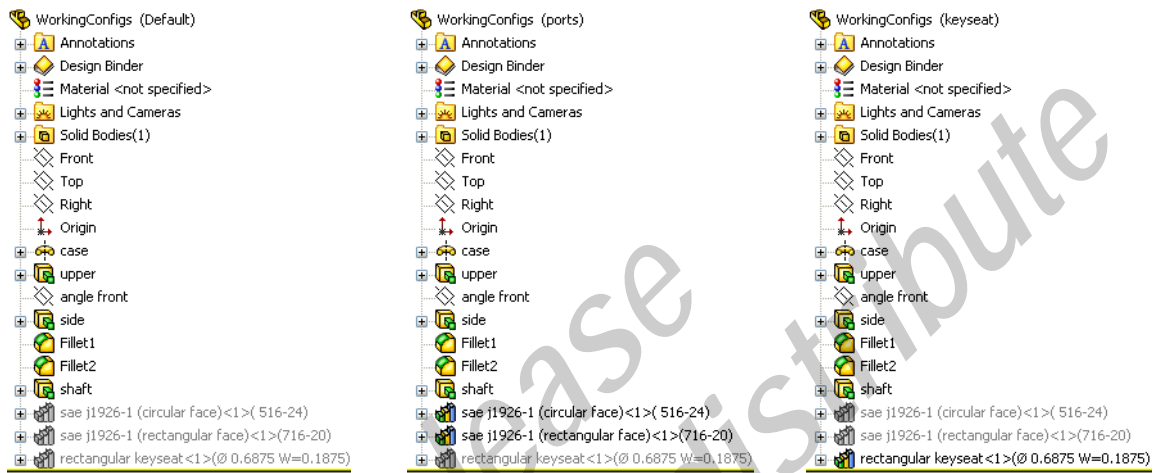 WorkingConfigs (Default)
Annotations
Design Binder
Material <not specified>
Lights and Cameras
Solid Bodies(1)
Front
Top
Right
Origin
case
upper
angle front
side
Fillet1
Fillet2
shaft
sae j1926-1 (circular face)<1>( 516-24)
sae j1926-1 (rectangular face)<1>(716-20)
rectangular keyseat<1>(Ø 0.6875 W=0.1875)
WorkingConfigs (ports)
Annotations
Design Binder
Material <not specified>
Lights and Cameras
Solid Bodies(1)
Front
Top
Right
Origin
case
upper
angle front
side
Fillet1
Fillet2
shaft
sae j1926-1 (circular face)<1>( 516-24)
sae j1926-1 (rectangular face)<1>(716-20)
rectangular keyseat<1>(Ø 0.6875 W=0.1875)
WorkingConfigs (keyseat)
Annotations
Design Binder
Material <not specified>
Lights and Cameras
Solid Bodies(1)
Front
Top
Right
Origin
case
upper
angle front
side
Fillet1
Fillet2
shaft
sae j1926-1 (circular face)<1>( 516-24)
sae j1926-1 (rectangular face)<1>(716-20)
rectangular keyseat<1>(Ø 0.6875 W=0.1875)